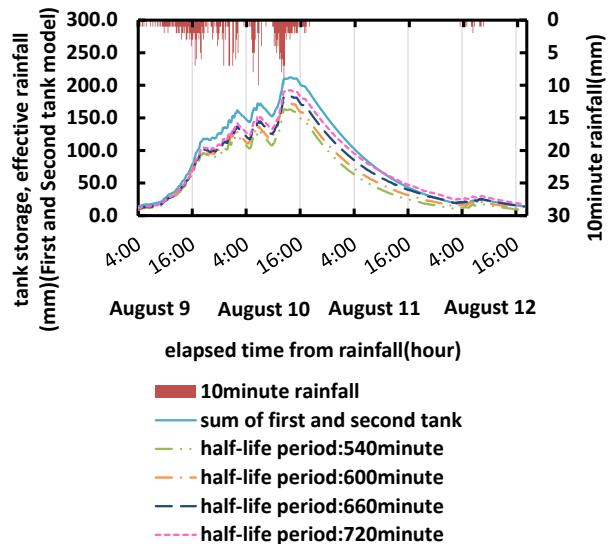 tank storage, effective rainfall
(mm)(First and Second tank model)
300.0
250.0
200.0
150.0
100.0
50.0
0.0
0
5
10
15
20
25
30
10minute rainfall(mm)
4:00
16:00
4:00
16:00
4:00
16:00
4:00
16:00
August 9
August 10
August 11
August 12
elapsed time from rainfall(hour)
10minute rainfall
sum of first and second tank
half-life period:540minute
half-life period:600minute
half-life period:660minute
half-life period:720minute